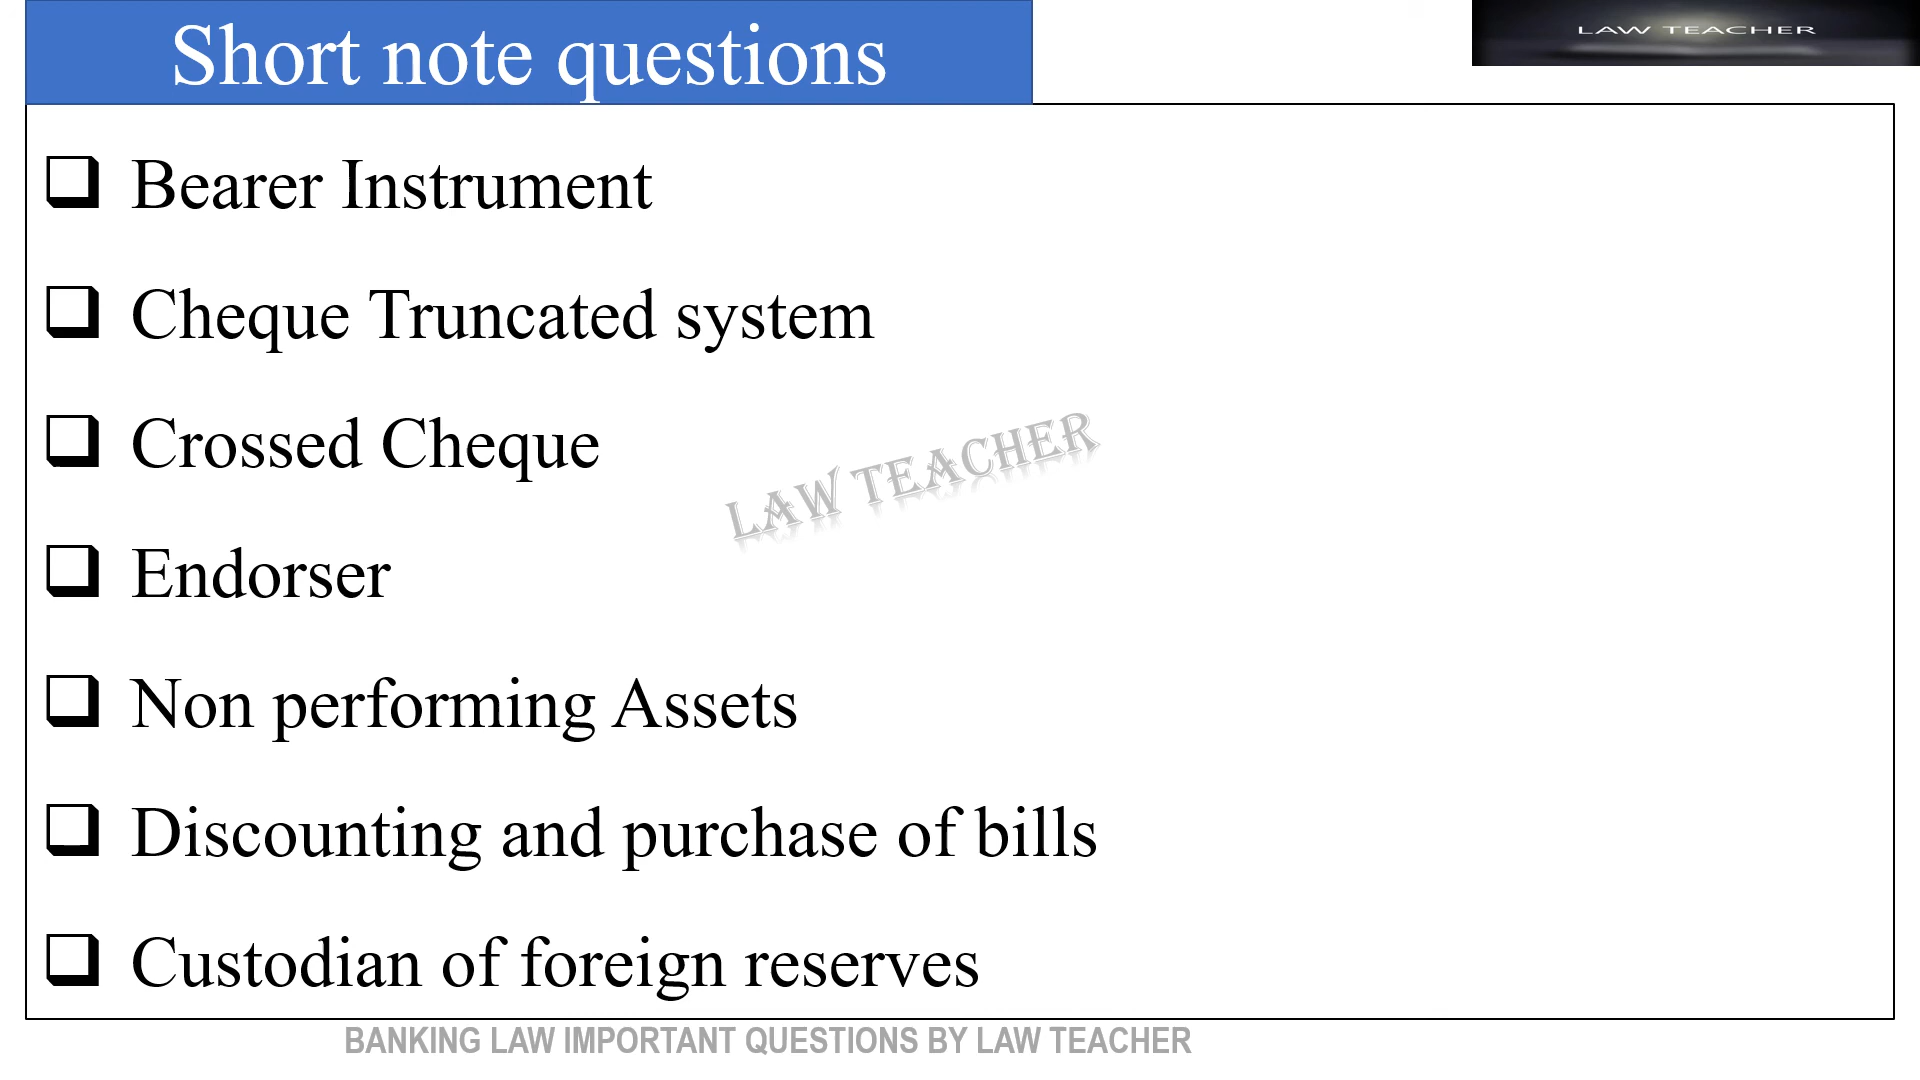 Short note questions
LAW TEACHER
Bearer Instrument
Cheque Truncated system
Crossed Cheque
LAW TEACHER
Endorser
Non performing Assets
Discounting and purchase of bills
Custodian of foreign reserves
BANKING LAW IMPORTANT QUESTIONS BY LAW TEACHER